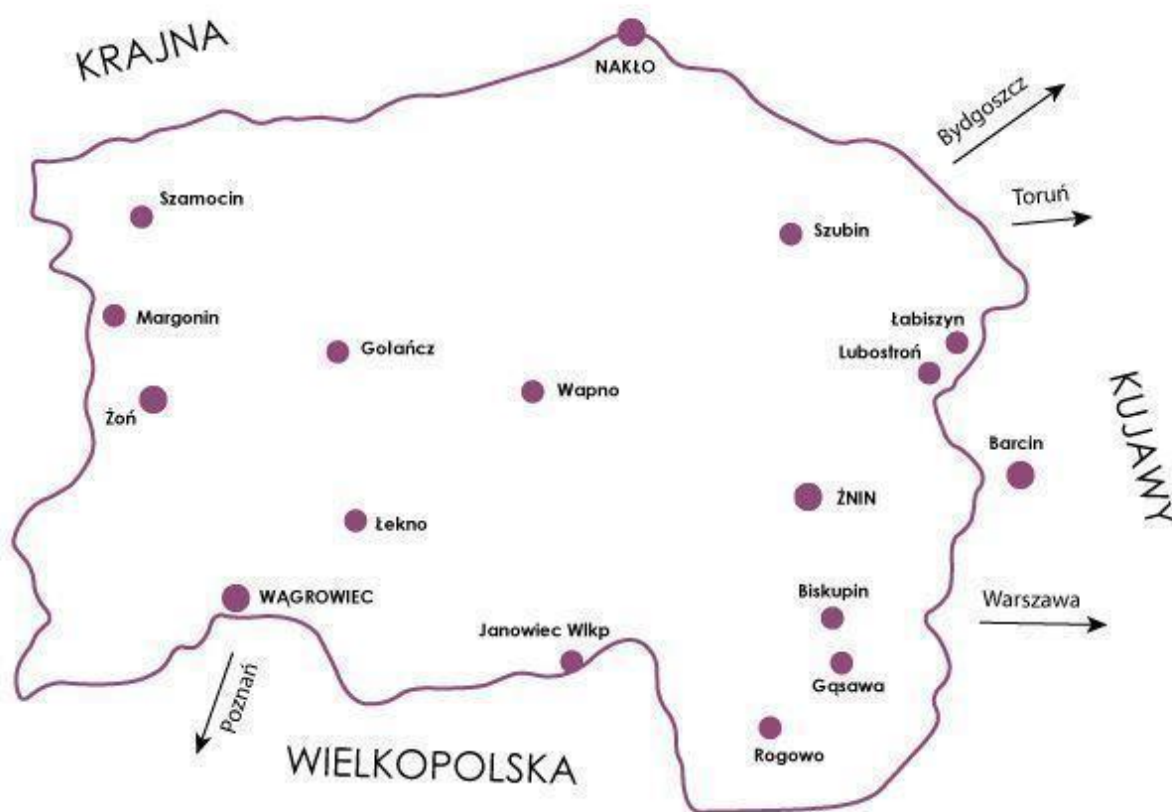 KRAJNA
NAKŁO
Bydgoszcz
Toruń
Szamocin
Szubin
Margonin
Gołańcz
Łabiszyn
Lubostroń
Wapno
Żoń
KUJAWY
Barcin
ŻNIN
Łekno
WĄGROWIEC
Biskupin
Warszawa
Janowiec Wlkp
Gąsawa
Poznań
Rogowo
WIELKOPOLSKA